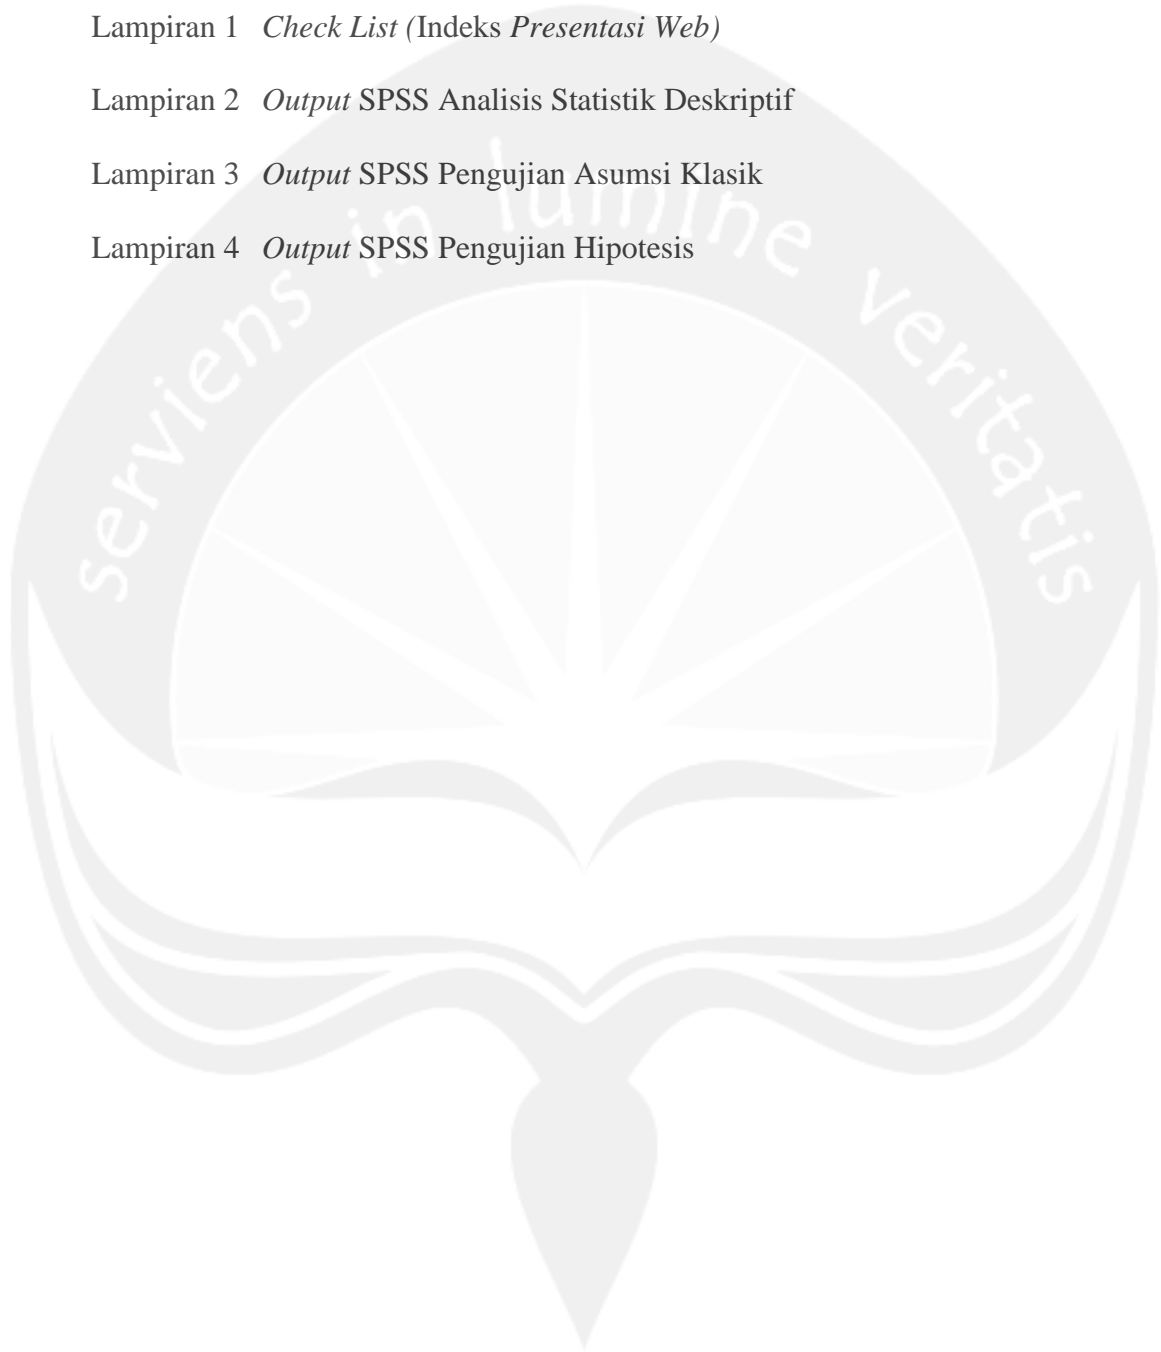 Lampiran 1 Check List (Indeks Presentasi Web)
Lampiran 2 Output SPSS Analisis Statistik Deskriptif
Lampiran 3 Output SPSS Pengujian Asumsi Klasik
Lampiran 4 Output SPSS Pengujian Hipotesis
serviens in lumine veritatis